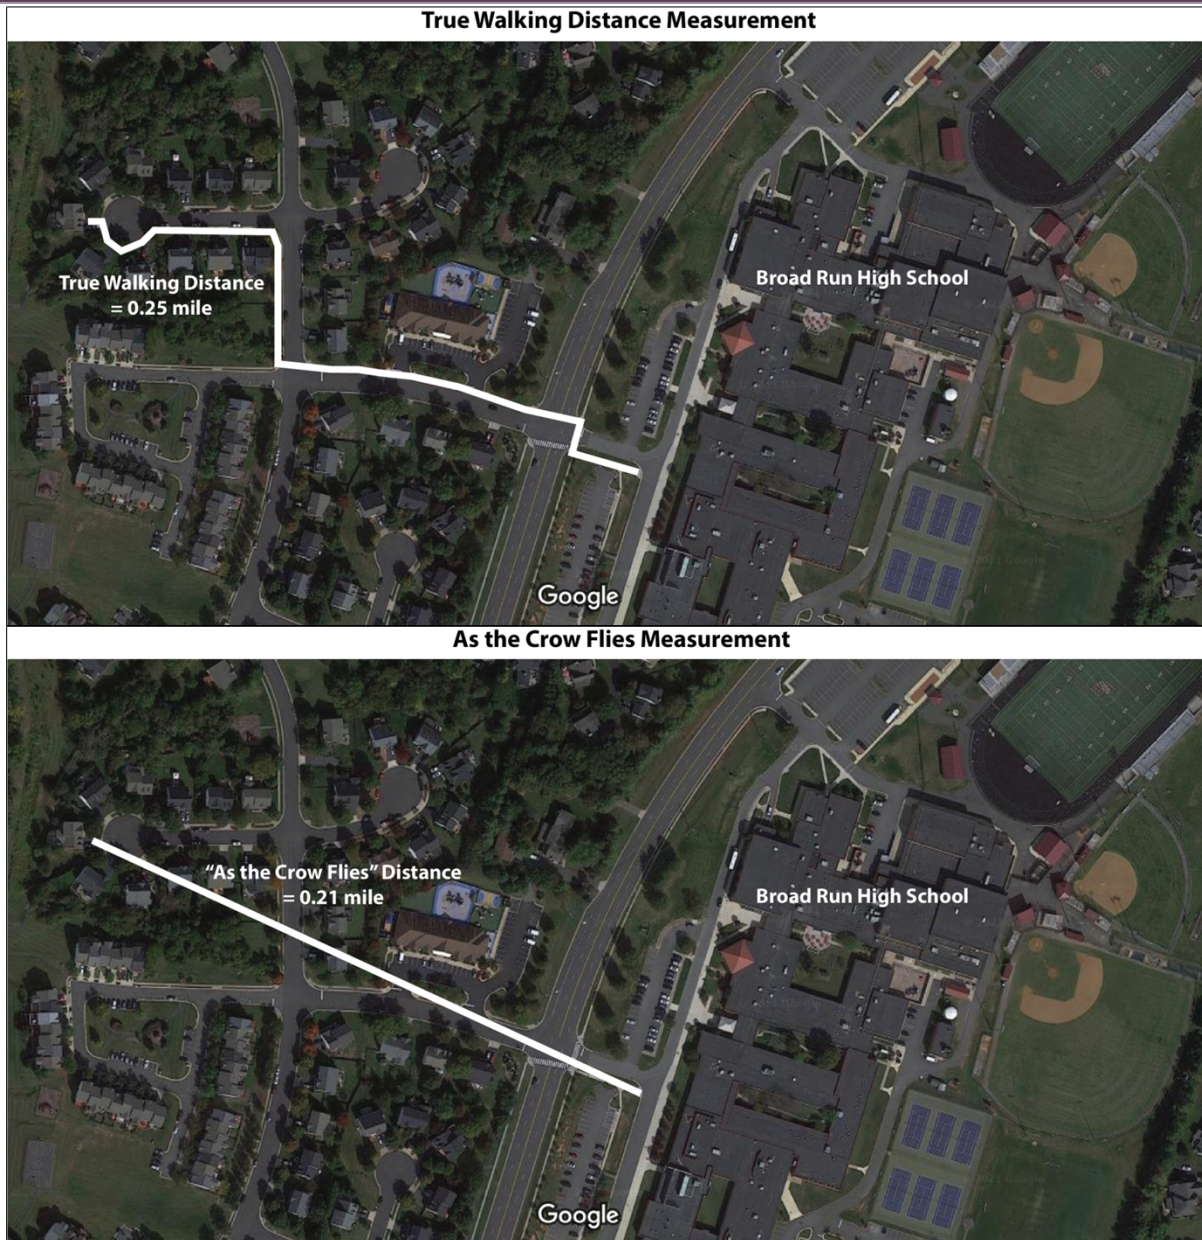 True Walking Distance Measurement
True Walking Distance
= 0.25 mile
Broad Run High School
Google
As the Crow Flies Measurement
“As the Crow Flies” Distance
= 0.21 mile
Broad Run High School
Google